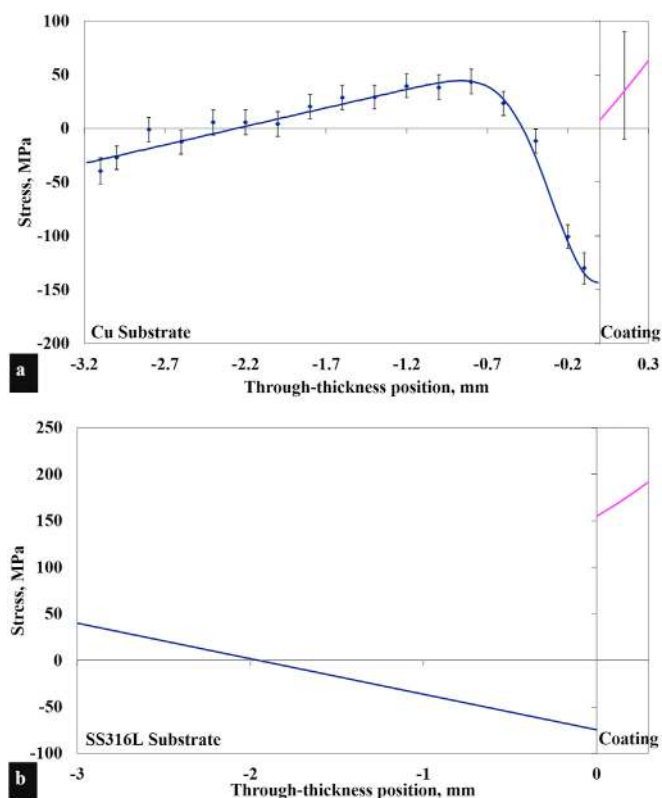 100
50
0
-50
-100
-150
-200
Stress, MPa
Cu Substrate
Coating
-3.2 -2.7 -2.2 -1.7 -1.2 -0.7 -0.2 0.3
a
Through-thickness position, mm
250
200
150
100
50
0
-50
-100
Stress, MPa
SS316L Substrate
Coating
-3 -2 -1 0
b
Through-thickness position, mm